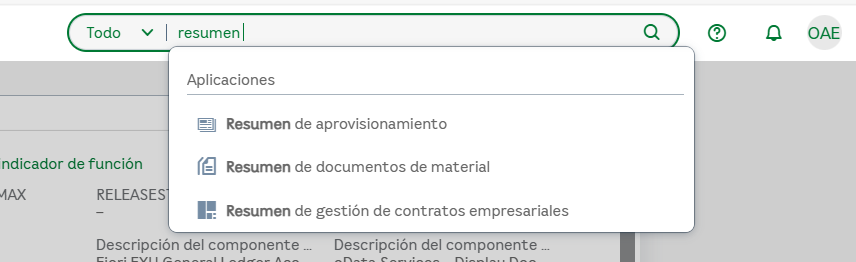 Todo resumen OAE
Aplicaciones
Resumen de aprovisionamiento
Resumen de documentos de material
Resumen de gestión de contratos empresariales
ndicador de función
MAX RELEASEST
–
Descripción del componente ... Descripción del componente ...